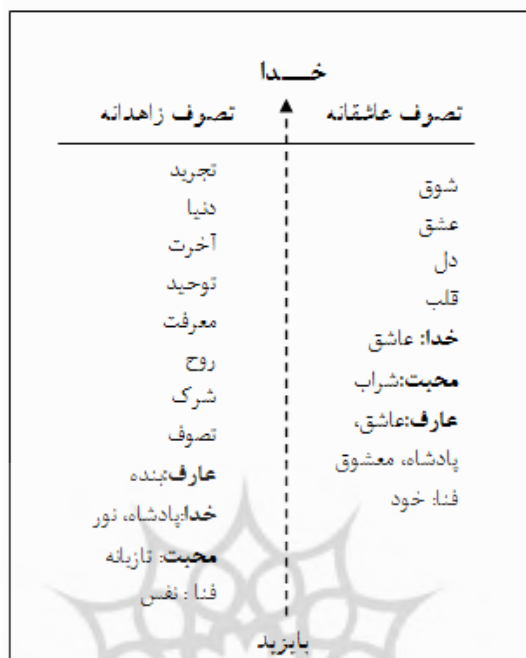 خـــدا
تصوف عاشقانه
تصوف زاهدانه
شوق
عشق
دل
قلب
خدا: عاشق
محبت:شراب
عارف:عاشق،
پادشاه، معشوق
فنا: خود
تجرید
دنیا
آخرت
توحید
معرفت
روح
شرک
تصوف
عارف:بنده
خدا:پادشاه، نور
محبت: تازیانه
فنا : نفس
بایزید